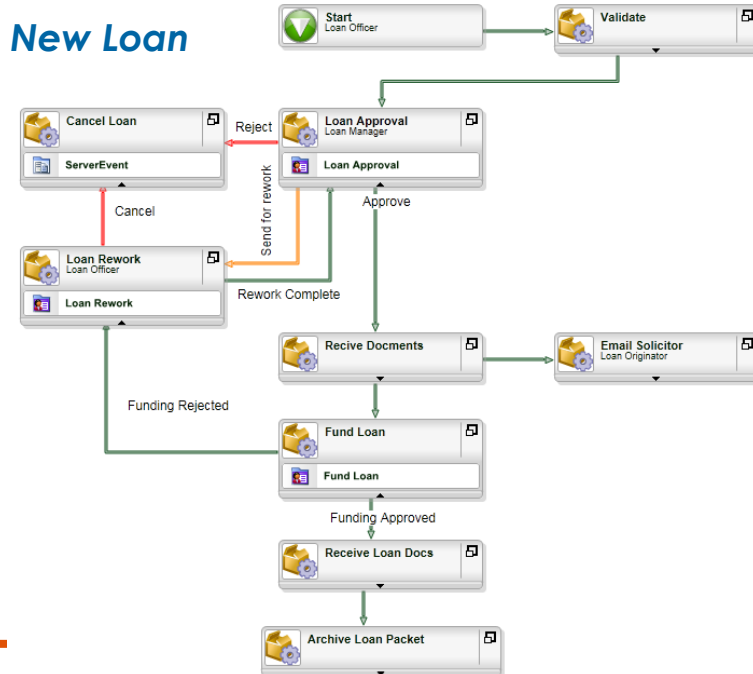 New Loan
Start
Loan Officer
Validate
Cancel Loan
ServerEvent
Reject
Loan Approval
Loan Manager
Loan Approval
Cancel
Send for rework
Approve
Loan Rework
Loan Officer
Loan Rework
Rework Complete
Recive Docments
Email Solicitor
Loan Originator
Funding Rejected
Fund Loan
Fund Loan
Funding Approved
Receive Loan Docs
Archive Loan Packet